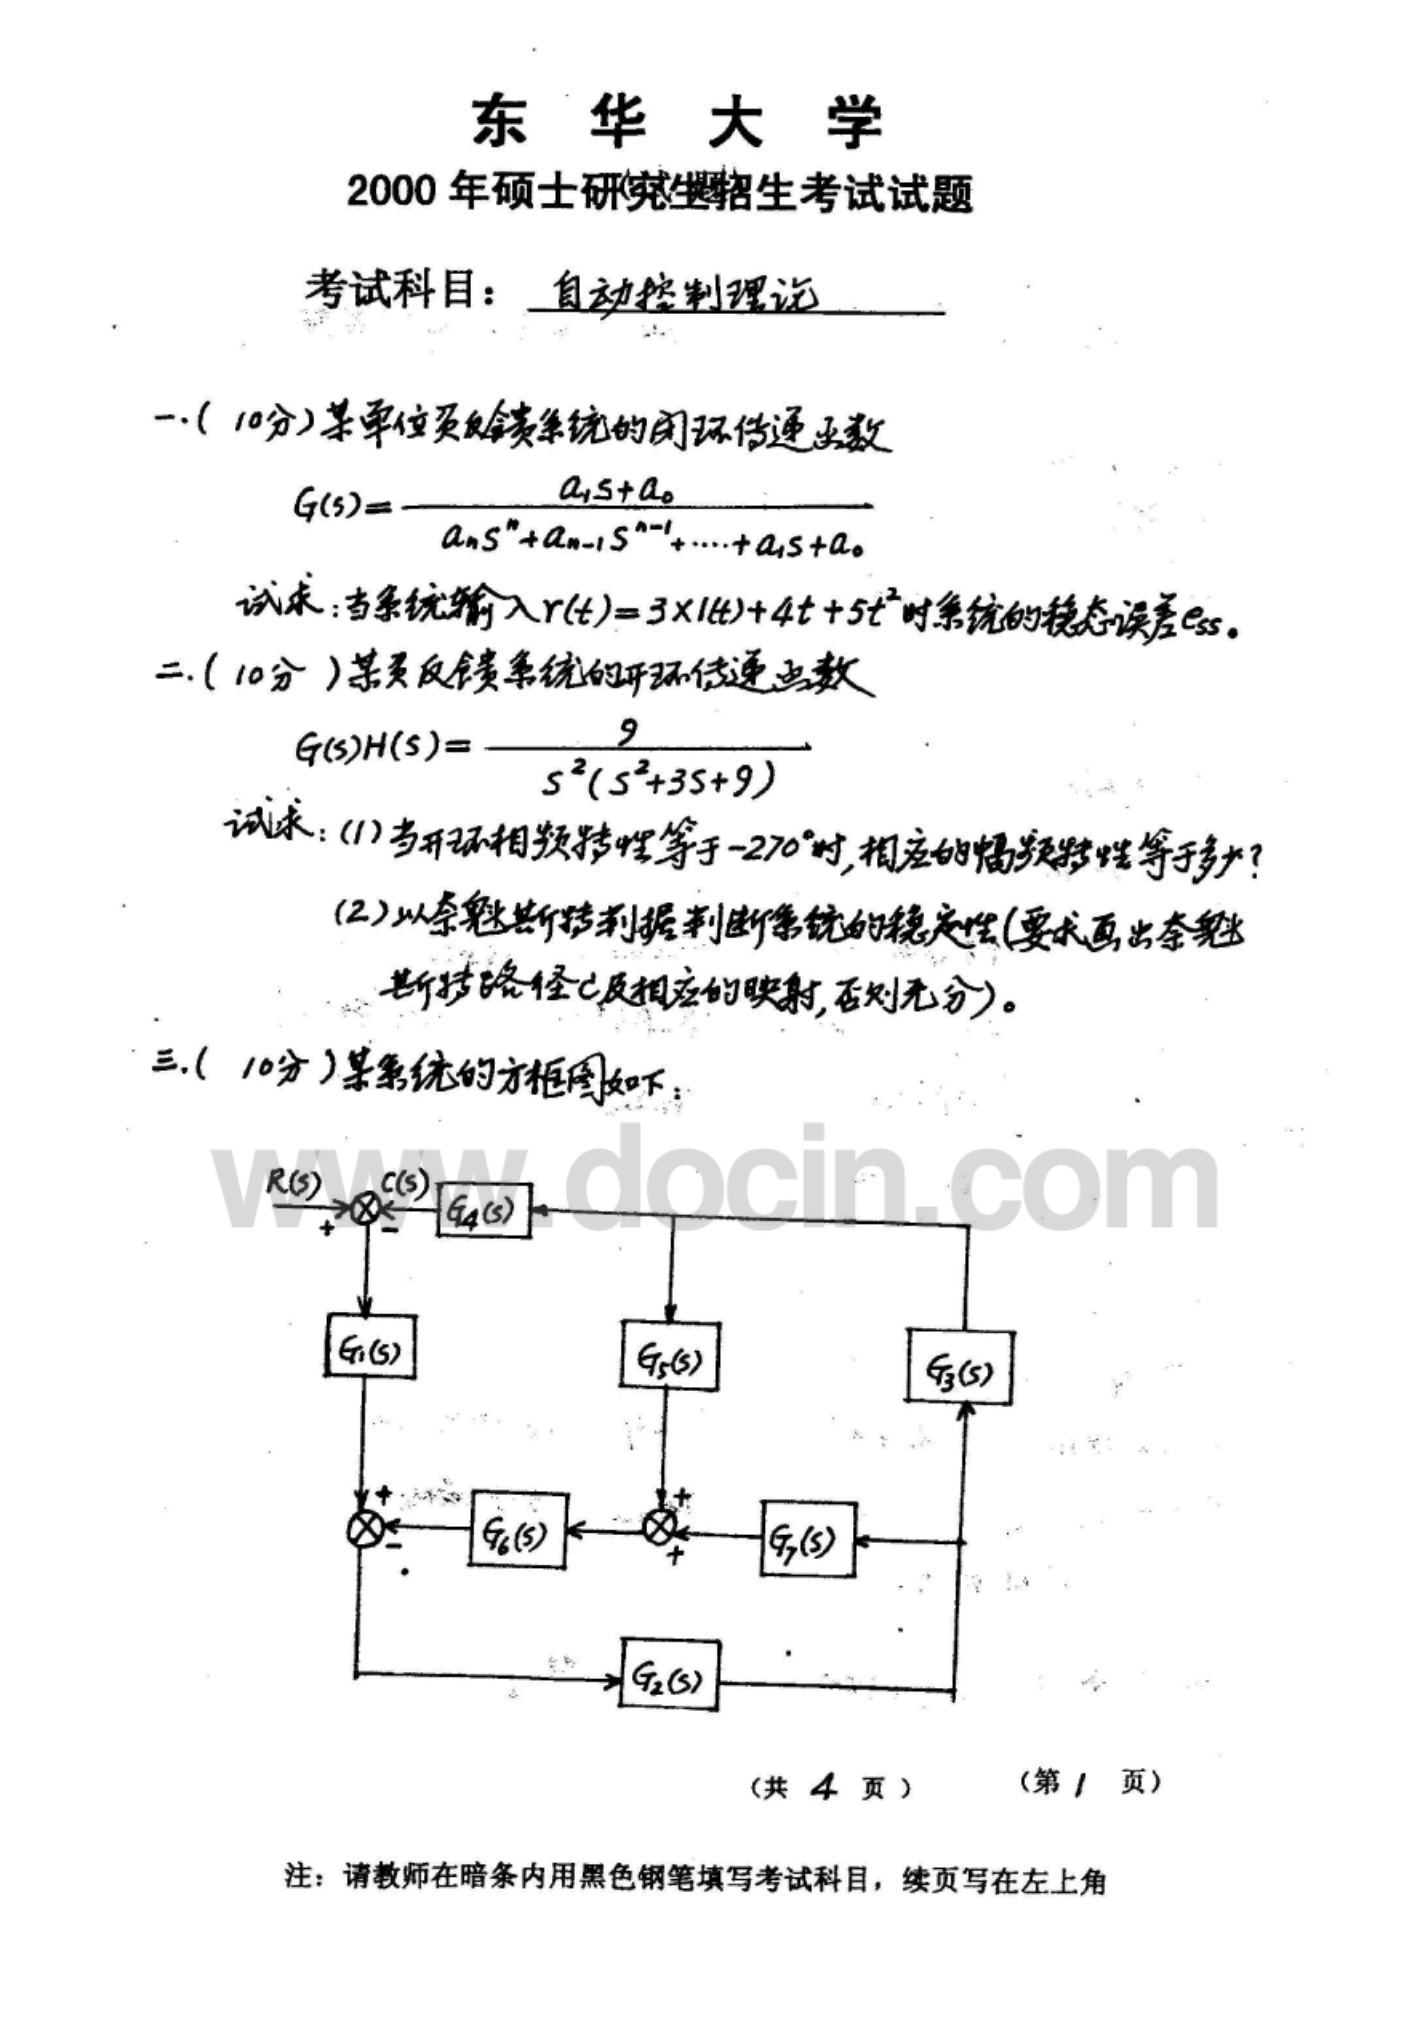 东 华 大 学
2000 年硕士研究生招生考试试题
考试科目： 自动控制理论
一.( 10分)某单位负反馈系统的闭环传递函数
G(s)= a₁s+a₀
aₙsⁿ+aₙ₋₁sⁿ⁻¹+....+a₁s+a₀
试求:当系统输入r(t)=3×1(t)+4t+5t²时系统的稳态误差eₛₛ。
二.( 10分 )某负反馈系统的开环传递函数
G(s)H(s)= 9
s²(s²+3s+9)
试求:(1)当开环相频特性等于-270°时,相应的幅频特性等于多少?
(2)以奈魁斯特判据判断系统的稳定性(要求画出奈魁
斯特路径C及相应的映射,否则无分)。
三.( 10分 )某系统的方框图如下:
www.docin.com
R(s) + - C(s) G₄(s)
G₁(s) G₅(s) G₃(s)
+ - G₆(s) + + G₇(s)
G₂(s)
（共 4 页） （第 1 页）
注：请教师在暗条内用黑色钢笔填写考试科目，续页写在左上角